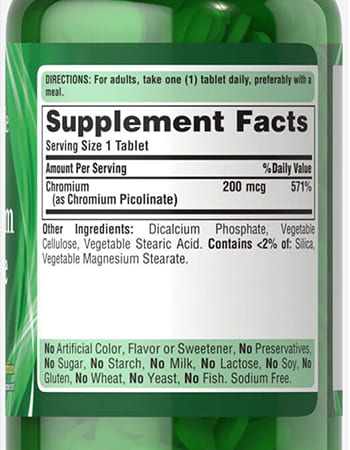 DIRECTIONS: For adults, take one (1) tablet daily, preferably with a
meal.
Supplement Facts
Serving Size 1 Tablet
Amount Per Serving %Daily Value
Chromium 200 mcg 571%
(as Chromium Picolinate)
Other Ingredients: Dicalcium Phosphate, Vegetable
Cellulose, Vegetable Stearic Acid. Contains <2% of: Silica,
Vegetable Magnesium Stearate.
No Artificial Color, Flavor or Sweetener, No Preservatives,
No Sugar, No Starch, No Milk, No Lactose, No Soy, No
Gluten, No Wheat, No Yeast, No Fish. Sodium Free.